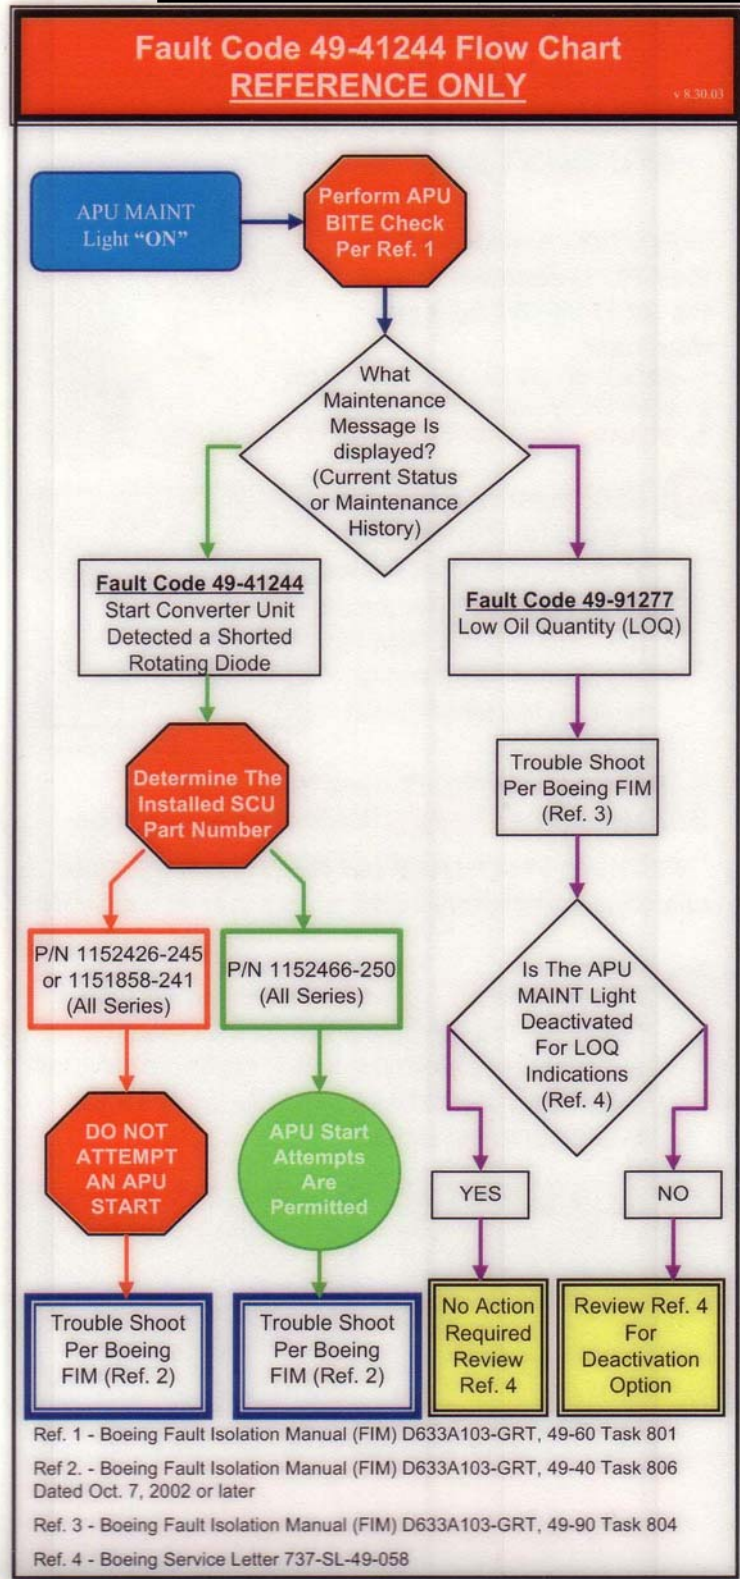 Fault Code 49-41244 Flow Chart
REFERENCE ONLY
v 8.30.03
APU MAINT
Light “ON”
Perform APU
BITE Check
Per Ref. 1
What
Maintenance
Message Is
displayed?
(Current Status
or Maintenance
History)
Fault Code 49-41244
Start Converter Unit
Detected a Shorted
Rotating Diode
Fault Code 49-91277
Low Oil Quantity (LOQ)
Determine The
Installed SCU
Part Number
Trouble Shoot
Per Boeing FIM
(Ref. 3)
P/N 1152426-245
or 1151858-241
(All Series)
P/N 1152466-250
(All Series)
Is The APU
MAINT Light
Deactivated
For LOQ
Indications
(Ref. 4)
DO NOT
ATTEMPT
AN APU
START
APU Start
Attempts
Are
Permitted
YES
NO
Trouble Shoot
Per Boeing
FIM (Ref. 2)
Trouble Shoot
Per Boeing
FIM (Ref. 2)
No Action
Required
Review
Ref. 4
Review Ref. 4
For
Deactivation
Option
Ref. 1 - Boeing Fault Isolation Manual (FIM) D633A103-GRT, 49-60 Task 801
Ref 2. - Boeing Fault Isolation Manual (FIM) D633A103-GRT, 49-40 Task 806
Dated Oct. 7, 2002 or later
Ref. 3 - Boeing Fault Isolation Manual (FIM) D633A103-GRT, 49-90 Task 804
Ref. 4 - Boeing Service Letter 737-SL-49-058